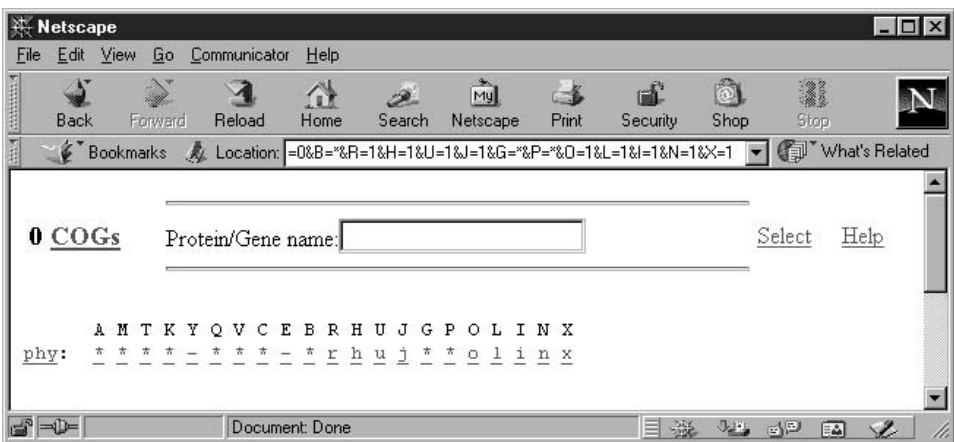 Netscape
File Edit View Go Communicator Help
Back Forward Reload Home Search Netscape Print Security Shop Stop
Bookmarks Location: =0&B=*&R=1&H=1&U=1&J=1&G=*&P=*&O=1&L=1&I=1&N=1&X=1 What's Related
0 COGs Protein/Gene name: Select Help
A M T K Y Q V C E B R H U J G P O L I N X
phy: * * * * - * * * - * r h u j * * o l i n x
Document: Done